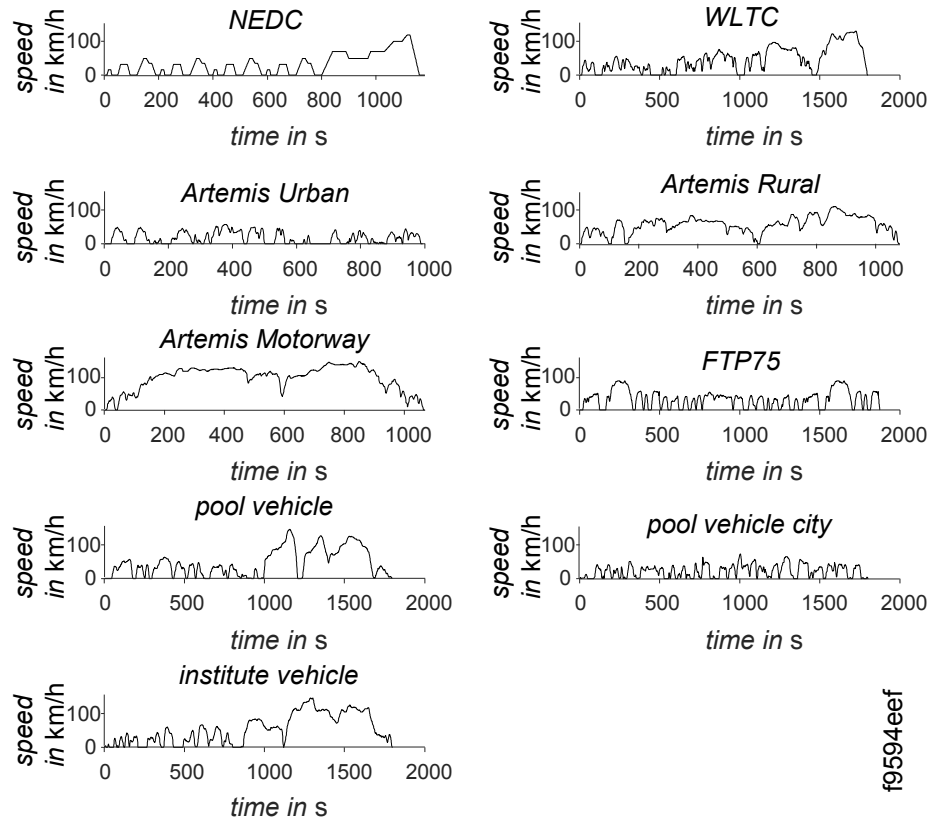 NEDC
speed
in km/h
100
0
0 200 400 600 800 1000
time in s
WLTC
speed
in km/h
100
0
0 500 1000 1500 2000
time in s
Artemis Urban
speed
in km/h
100
0
0 200 400 600 800 1000
time in s
Artemis Rural
speed
in km/h
100
0
0 200 400 600 800 1000
time in s
Artemis Motorway
speed
in km/h
100
0
0 200 400 600 800 1000
time in s
FTP75
speed
in km/h
100
0
0 500 1000 1500 2000
time in s
pool vehicle
speed
in km/h
100
0
0 500 1000 1500 2000
time in s
pool vehicle city
speed
in km/h
100
0
0 500 1000 1500 2000
time in s
institute vehicle
speed
in km/h
100
0
0 500 1000 1500 2000
time in s
f9594eef